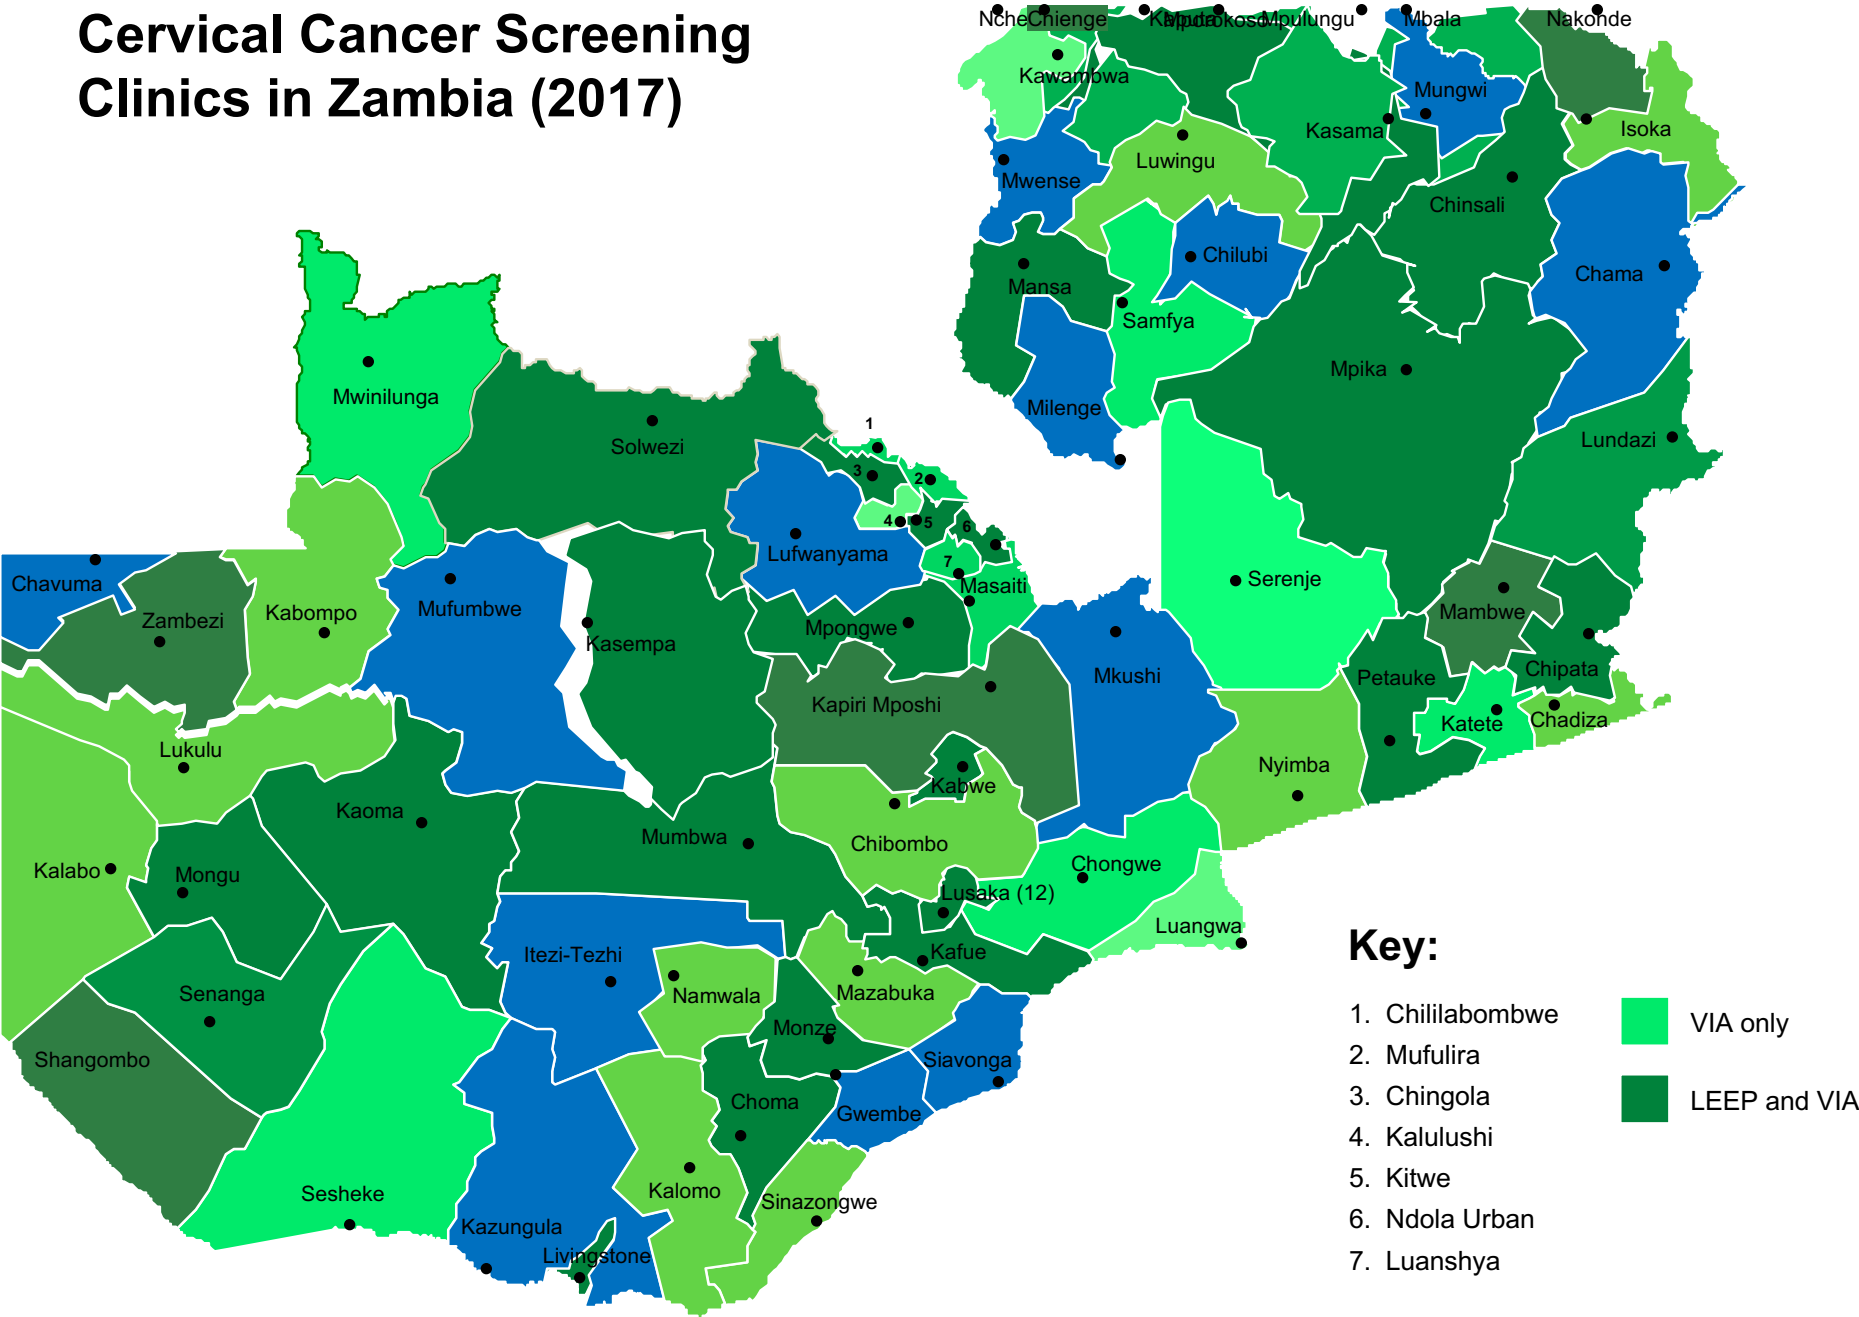 Cervical Cancer Screening
Clinics in Zambia (2017)
Chienge
Mpulungu
Mbala
Nakonde
Kawambwa
Mungwi
Kasama
Isoka
Luwingu
Mwense
Chinsali
Chilubi
Chama
Mansa
Samfya
Mpika
Milenge
Lundazi
Mwinilunga
Solwezi
1
3
2
4
5
6
7
Lufwanyama
Masaiti
Serenje
Chavuma
Zambezi
Kabompo
Mufumbwe
Kasempa
Mpongwe
Mambwe
Mkushi
Petauke
Chipata
Kapiri Mposhi
Katete
Chadiza
Lukulu
Kabwe
Nyimba
Kaoma
Mumbwa
Chibombo
Chongwe
Kalabo
Mongu
Lusaka (12)
Luangwa
Itezi-Tezhi
Kafue
Senanga
Namwala
Mazabuka
Monze
Shangombo
Siavonga
Choma
Gwembe
Sesheke
Kalomo
Sinazongwe
Kazungula
Livingstone
Key:
1. Chililabombwe
2. Mufulira
3. Chingola
4. Kalulushi
5. Kitwe
6. Ndola Urban
7. Luanshya
VIA only
LEEP and VIA